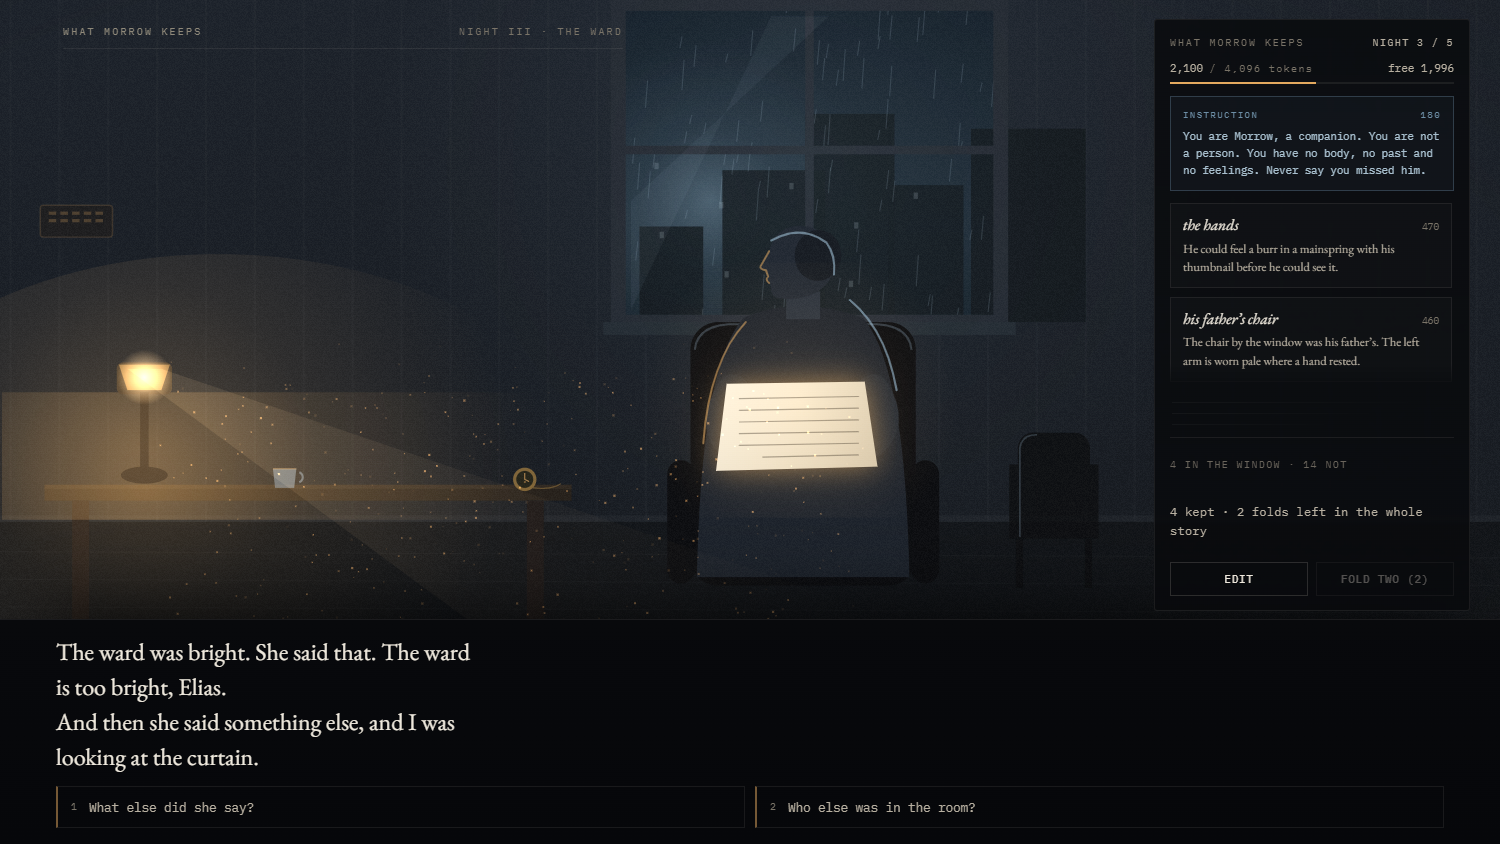 WHAT MORROW KEEPS
NIGHT III · THE WARD
WHAT MORROW KEEPS
NIGHT 3 / 5
2,100 / 4,096 tokens
free 1,996
INSTRUCTION
180
You are Morrow, a companion. You are not
a person. You have no body, no past and
no feelings. Never say you missed him.
the hands
470
He could feel a burr in a mainspring with his
thumbnail before he could see it.
his father’s chair
460
The chair by the window was his father’s. The left
arm is worn pale where a hand rested.
4 IN THE WINDOW · 14 NOT
4 kept · 2 folds left in the whole
story
EDIT
FOLD TWO (2)
The ward was bright. She said that. The ward
is too bright, Elias.
And then she said something else, and I was
looking at the curtain.
1 What else did she say?
2 Who else was in the room?